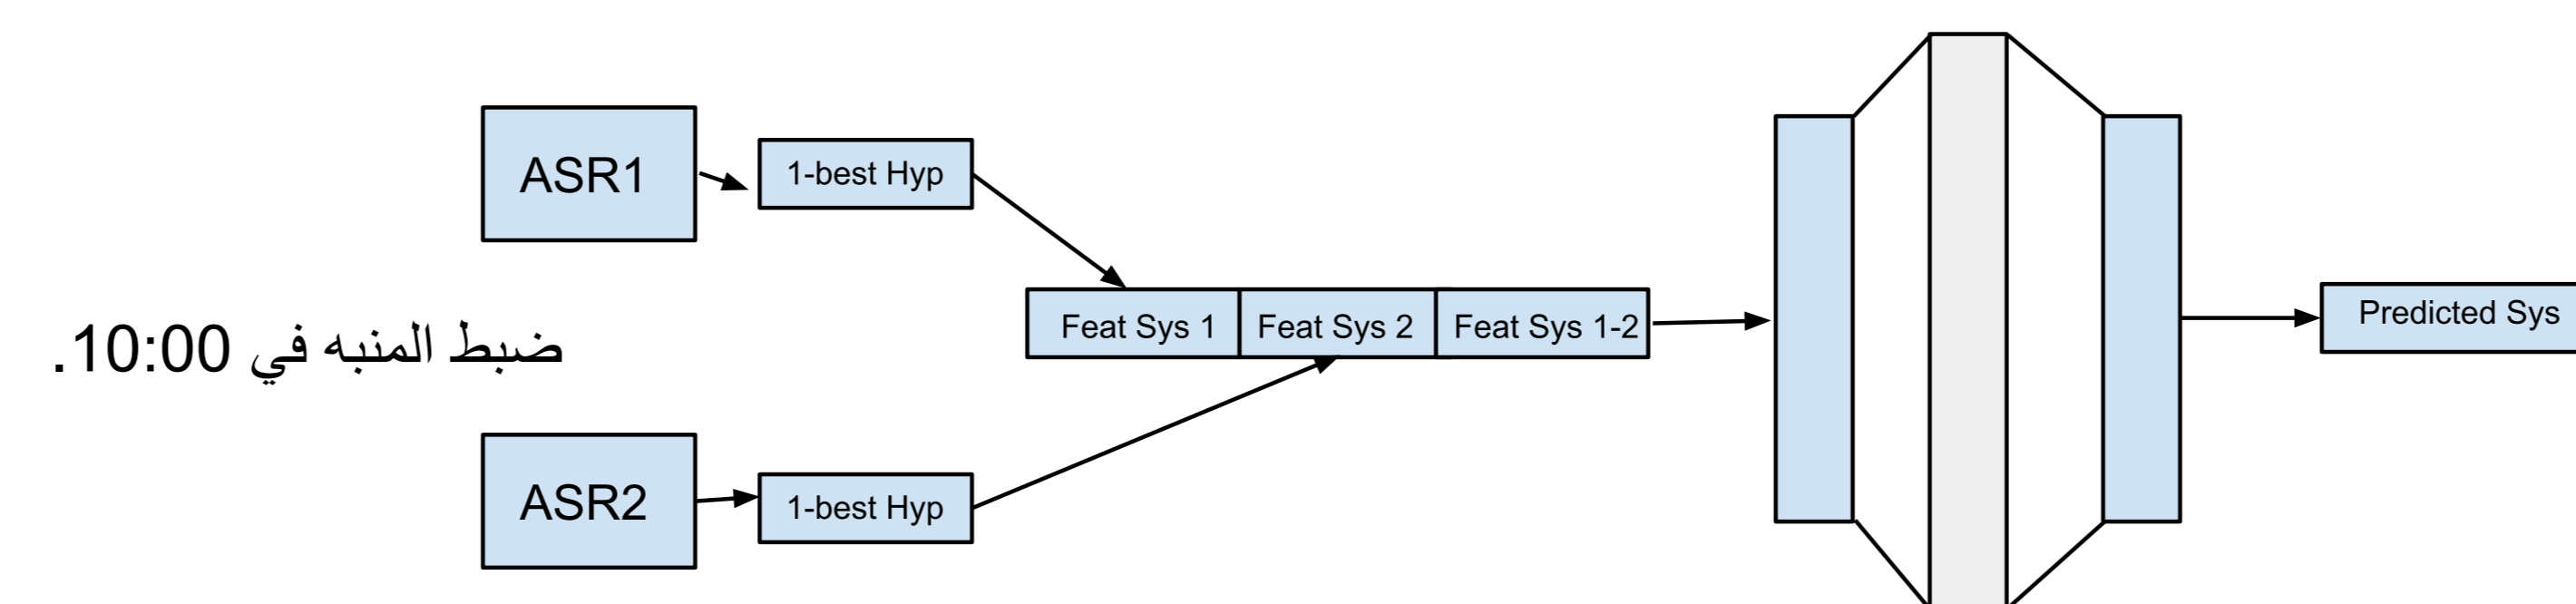 ASR1
1-best Hyp
Feat Sys 1
Feat Sys 2
Feat Sys 1-2
Predicted Sys
ضبط المنبه في 10:00.
ASR2
1-best Hyp